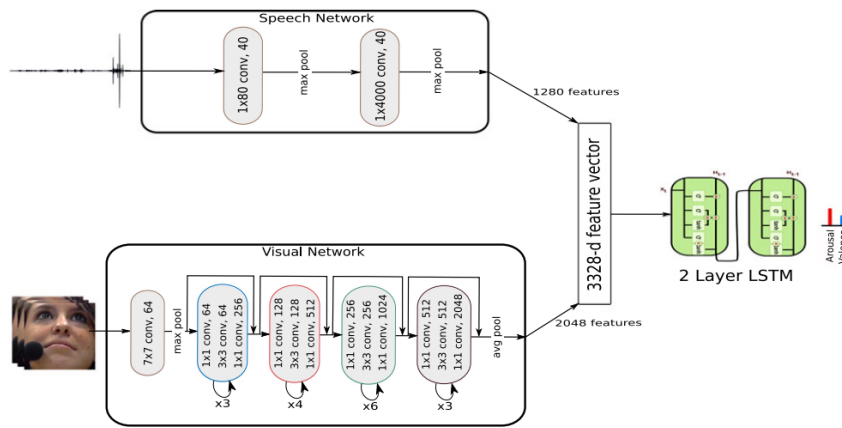 Speech Network
1x80 conv, 40
max pool
1x4000 conv, 40
max pool
1280 features
3328-d feature vector
2 Layer LSTM
Arousal
Valence
Visual Network
7x7 conv, 64
max pool
1x1 conv, 64
3x3 conv, 64
1x1 conv, 256
x3
1x1 conv, 128
3x3 conv, 128
1x1 conv, 512
x4
1x1 conv, 256
3x3 conv, 256
1x1 conv, 1024
x6
1x1 conv, 512
3x3 conv, 512
1x1 conv, 2048
x3
avg pool
2048 features